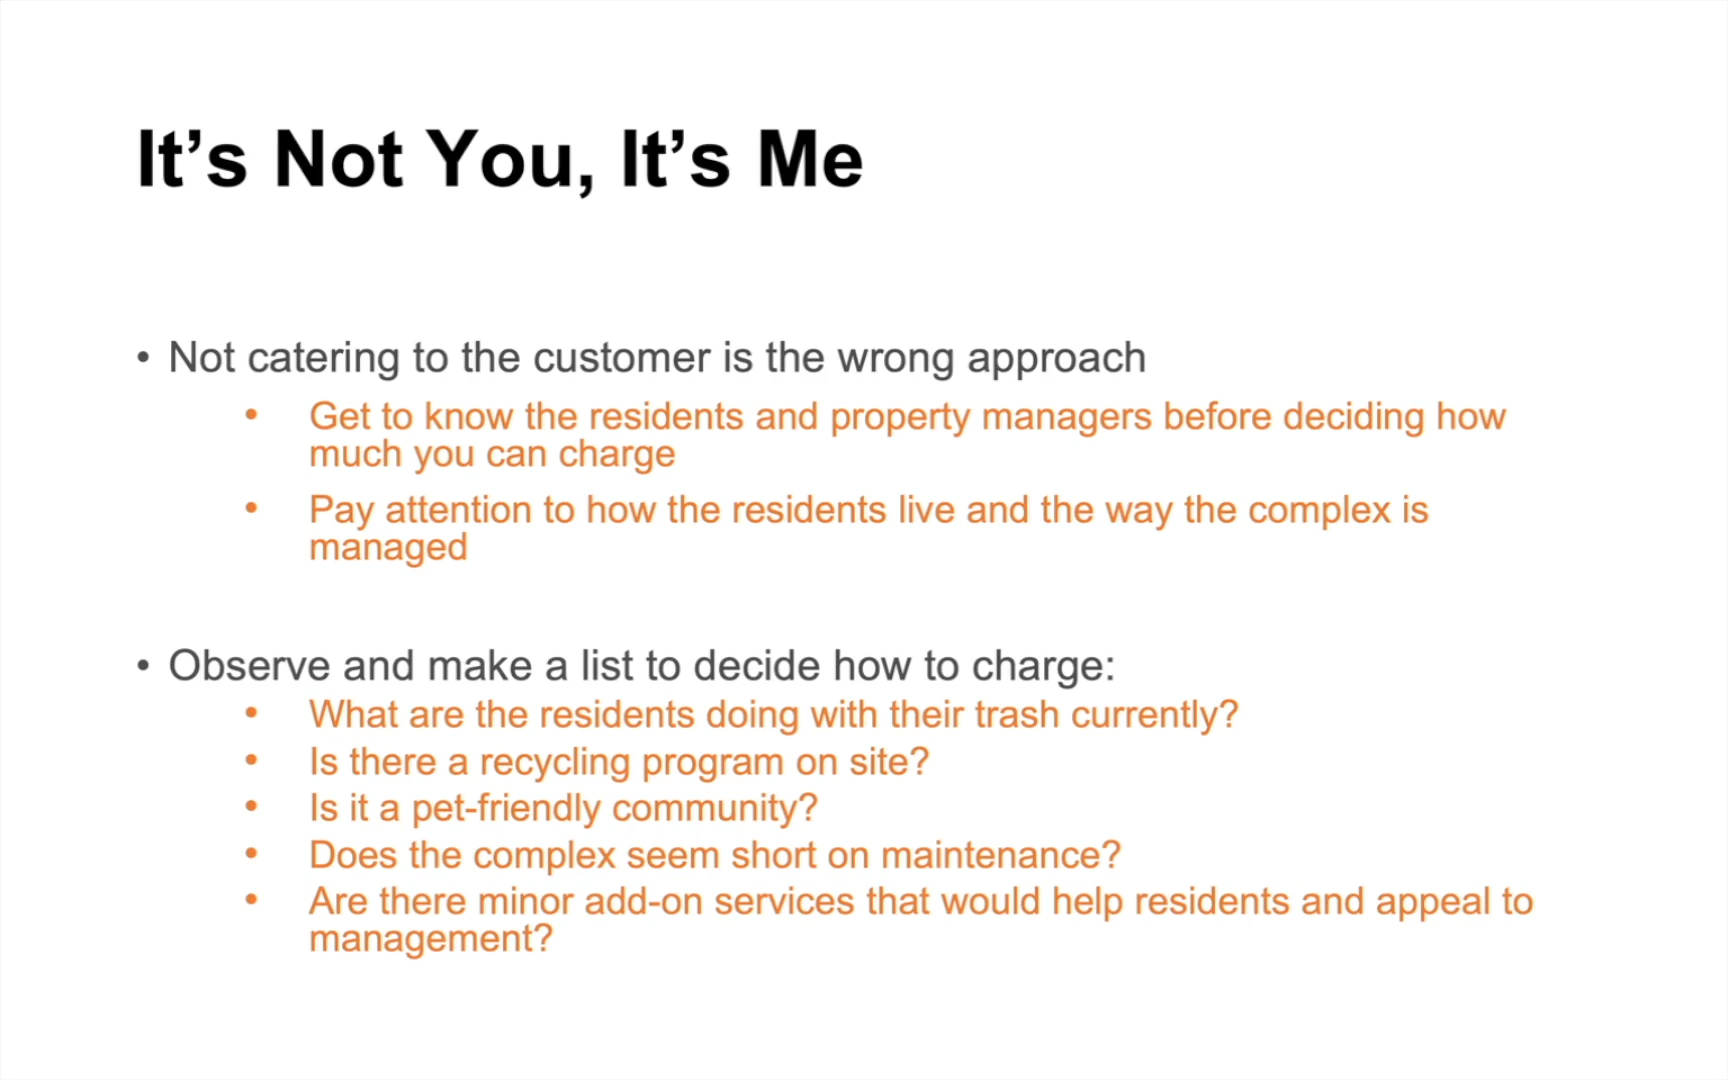 It’s Not You, It’s Me
• Not catering to the customer is the wrong approach
• Get to know the residents and property managers before deciding how
much you can charge
• Pay attention to how the residents live and the way the complex is
managed
• Observe and make a list to decide how to charge:
• What are the residents doing with their trash currently?
• Is there a recycling program on site?
• Is it a pet-friendly community?
• Does the complex seem short on maintenance?
• Are there minor add-on services that would help residents and appeal to
management?